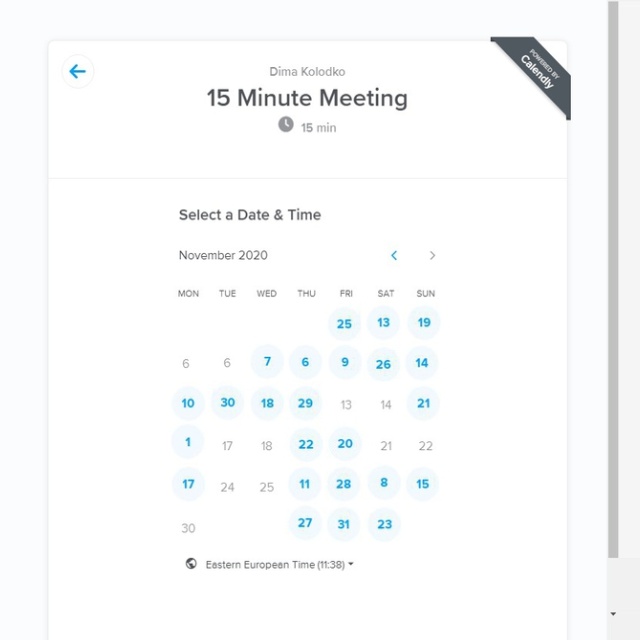 POWERED BY
Calendly
Dima Kolodko
15 Minute Meeting
15 min
Select a Date & Time
November 2020
MON TUE WED THU FRI SAT SUN
25 13 19
6 6 7 6 9 26 14
10 30 18 29 13 14 21
1 17 18 22 20 21 22
17 24 25 11 28 8 15
30 27 31 23
Eastern European Time (11:38)